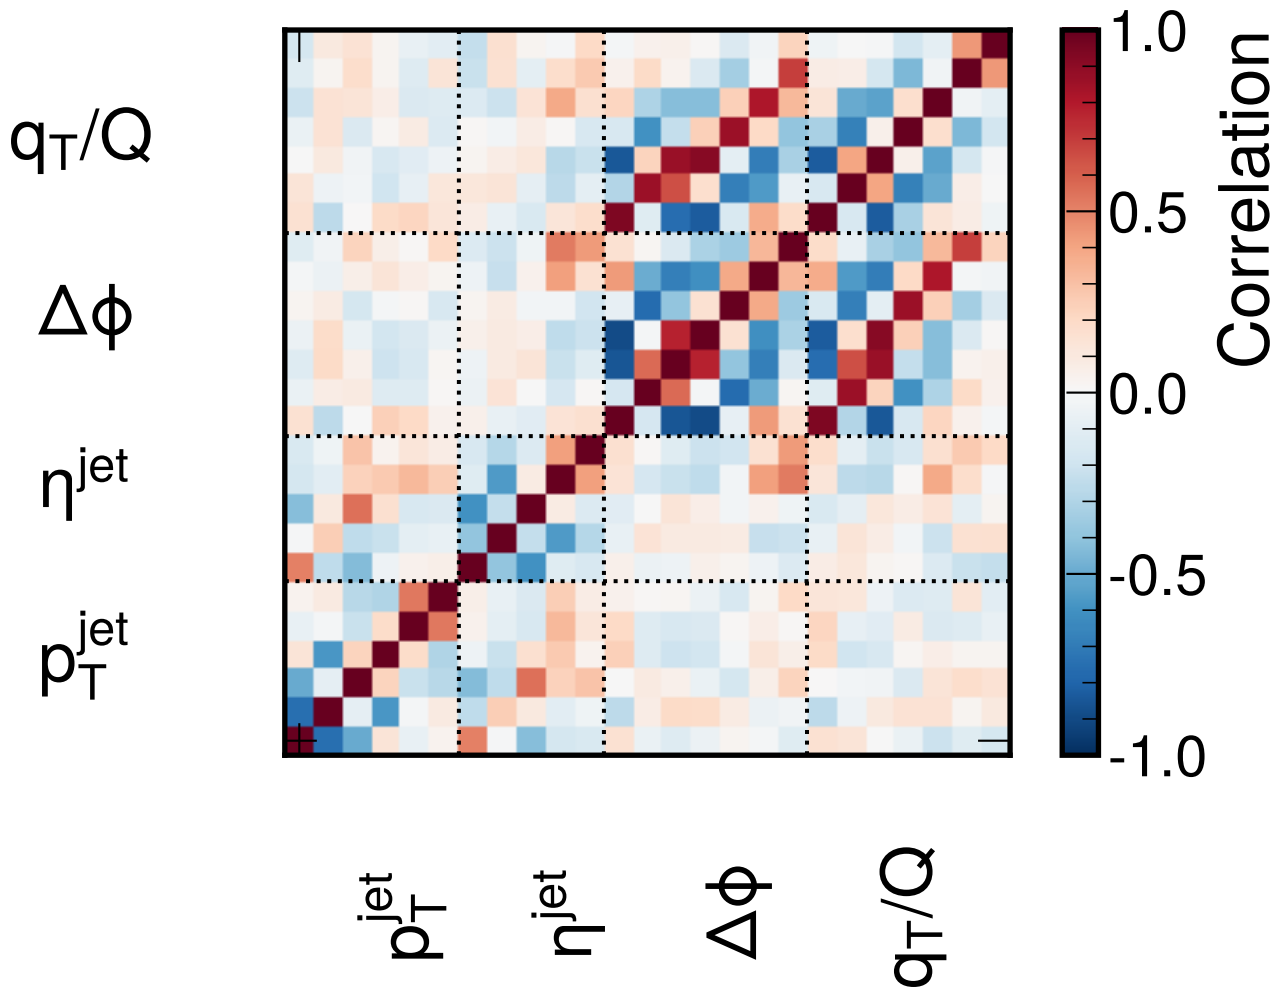 q_T/Q
Δϕ
η^jet
p_T^jet
p_T^jet
η^jet
Δϕ
q_T/Q
1.0
0.5
0.0
-0.5
-1.0
Correlation